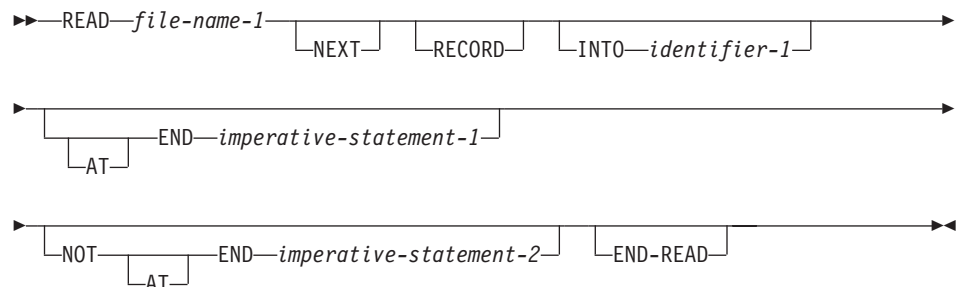 READ file-name-1
NEXT RECORD INTO identifier-1
END imperative-statement-1
AT
NOT END imperative-statement-2 END-READ
AT